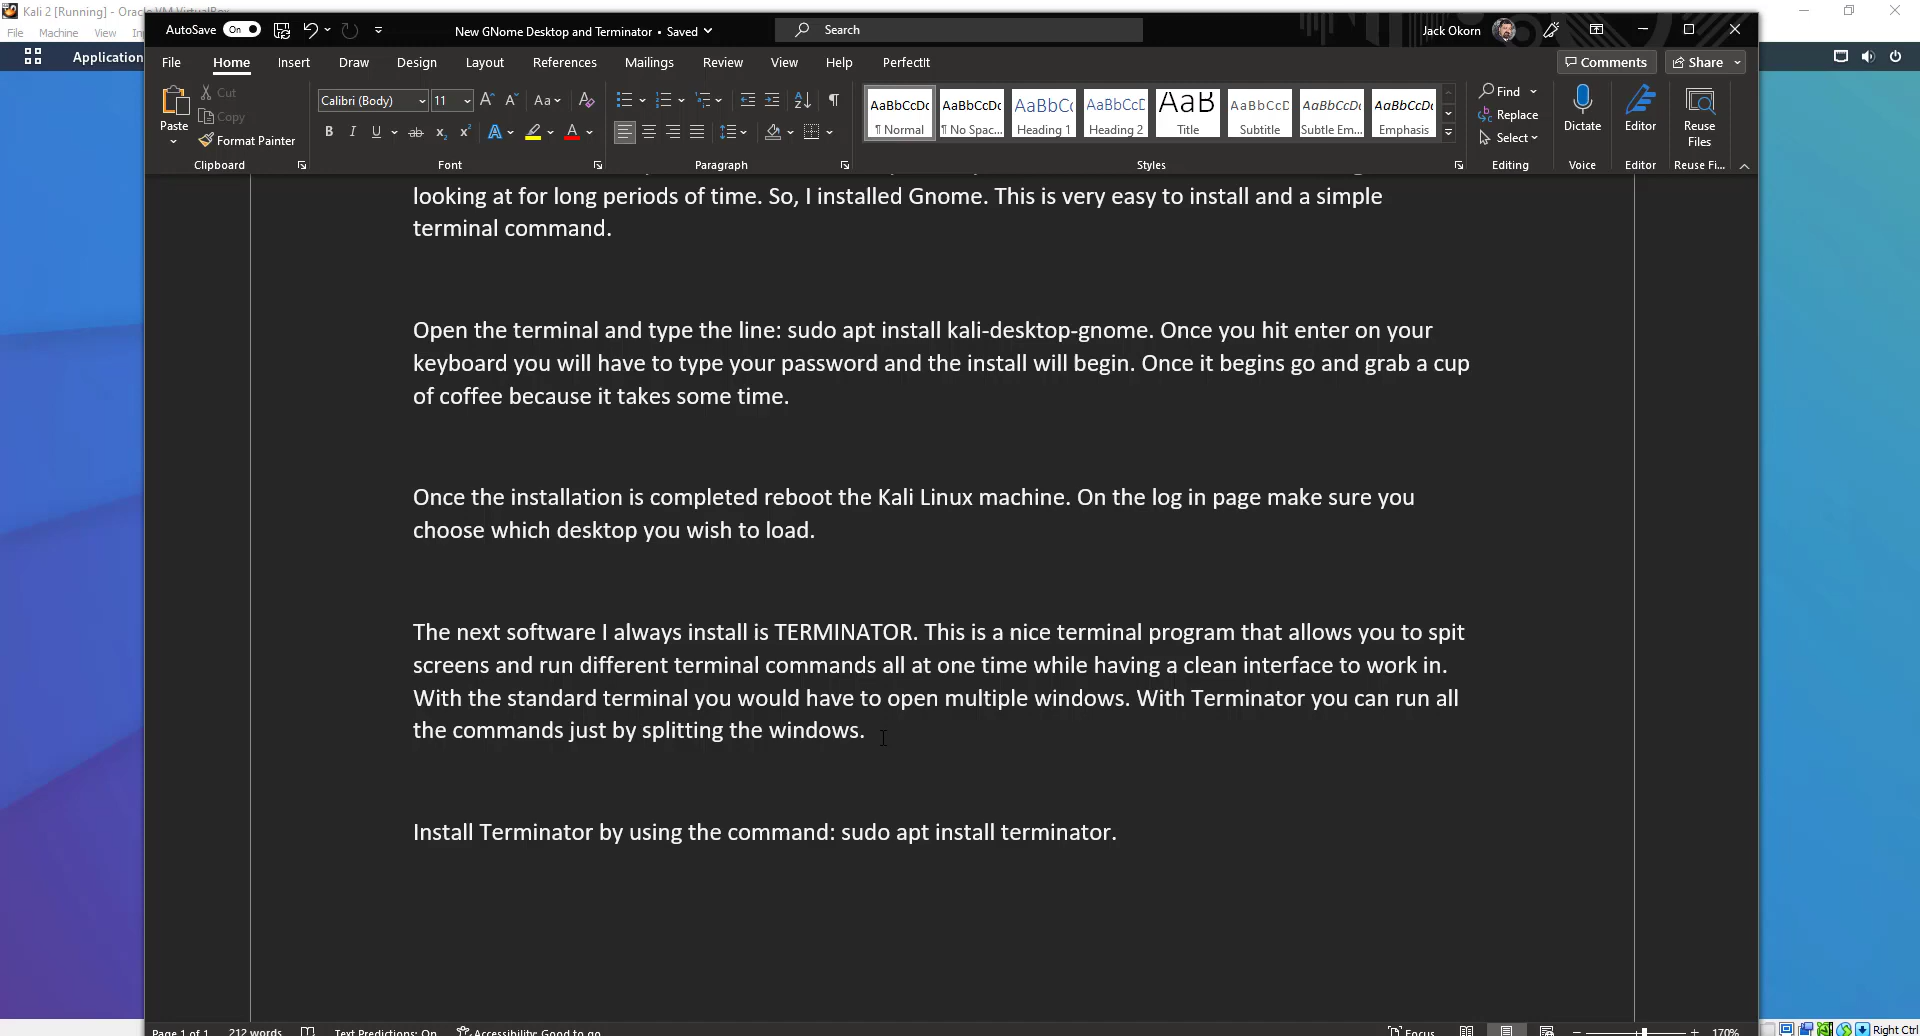 Kali 2 [Running] - Oracle VM VirtualBox
File Machine View
Application
AutoSave On
New GNome Desktop and Terminator • Saved
Search
Jack Okorn
File Home Insert Draw Design Layout References Mailings Review View Help PerfectIt
Comments Share
Paste
Cut
Copy
Format Painter
Clipboard
Calibri (Body) 11
Font
Paragraph
AaBbCcDc AaBbCcDc AaBbCc AaBbCcD AaB AaBbCcD AaBbCcDc AaBbCcDc
¶ Normal ¶ No Spac... Heading 1 Heading 2 Title Subtitle Subtle Em... Emphasis
Styles
Find
Replace
Select
Editing
Dictate
Voice
Editor
Editor
Reuse
Files
Reuse Fi...
looking at for long periods of time. So, I installed Gnome. This is very easy to install and a simple
terminal command.
Open the terminal and type the line: sudo apt install kali-desktop-gnome. Once you hit enter on your
keyboard you will have to type your password and the install will begin. Once it begins go and grab a cup
of coffee because it takes some time.
Once the installation is completed reboot the Kali Linux machine. On the log in page make sure you
choose which desktop you wish to load.
The next software I always install is TERMINATOR. This is a nice terminal program that allows you to spit
screens and run different terminal commands all at one time while having a clean interface to work in.
With the standard terminal you would have to open multiple windows. With Terminator you can run all
the commands just by splitting the windows.
Install Terminator by using the command: sudo apt install terminator.
Page 1 of 1 212 words Text Predictions: On Accessibility: Good to go
Focus
170%
Right Ctrl